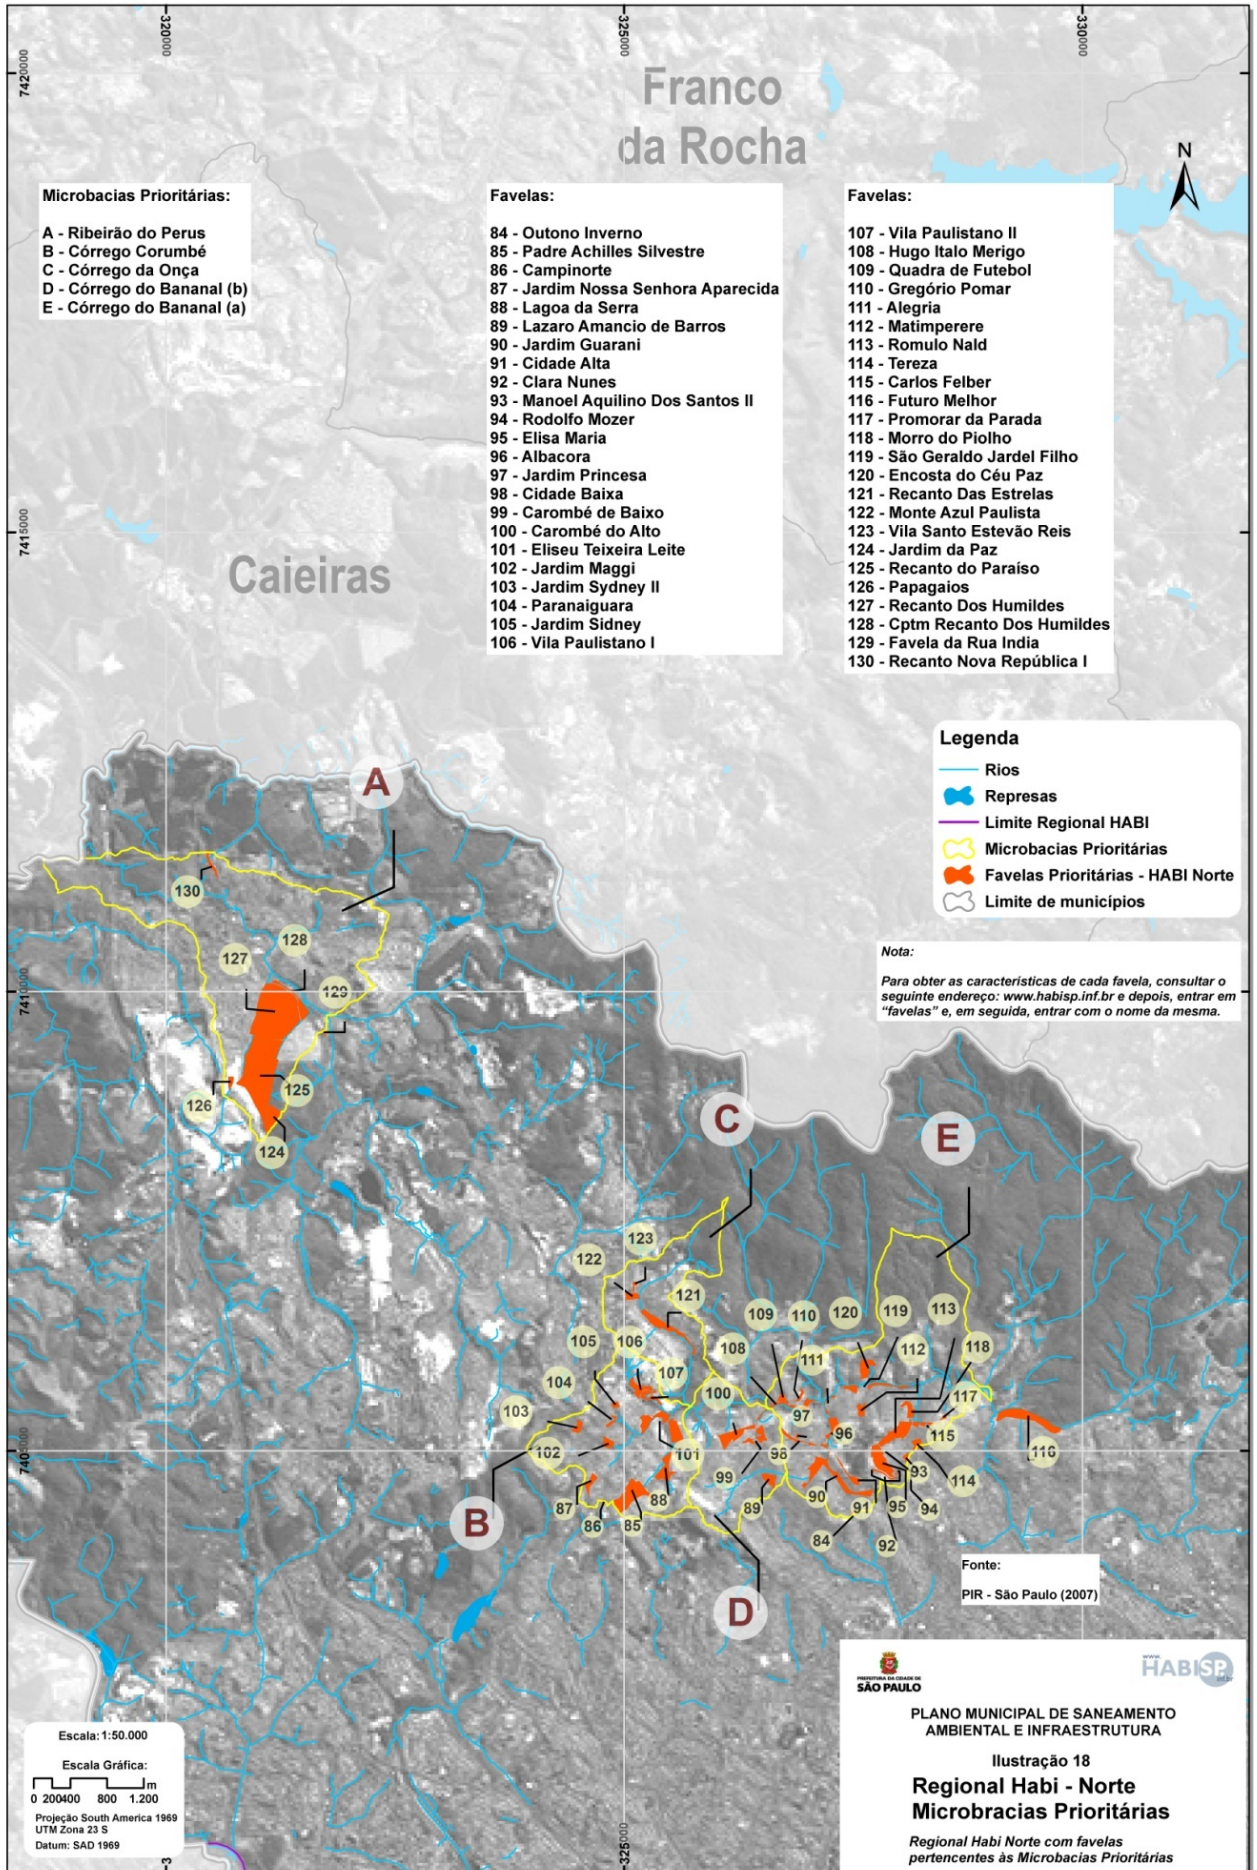 320000
325000
330000
7420000
Franco
da Rocha
N
Microbacias Prioritárias:
A - Ribeirão do Perus
B - Córrego Corumbé
C - Córrego da Onça
D - Córrego do Bananal (b)
E - Córrego do Bananal (a)
Favelas:
84 - Outono Inverno
85 - Padre Achilles Silvestre
86 - Campinorte
87 - Jardim Nossa Senhora Aparecida
88 - Lagoa da Serra
89 - Lazaro Amancio de Barros
90 - Jardim Guarani
91 - Cidade Alta
92 - Clara Nunes
93 - Manoel Aquilino Dos Santos II
94 - Rodolfo Mozer
95 - Elisa Maria
96 - Albacora
97 - Jardim Princesa
98 - Cidade Baixa
99 - Carombé de Baixo
100 - Carombé do Alto
101 - Eliseu Teixeira Leite
102 - Jardim Maggi
103 - Jardim Sydney II
104 - Paranaiguara
105 - Jardim Sidney
106 - Vila Paulistano I
Favelas:
107 - Vila Paulistano II
108 - Hugo Italo Merigo
109 - Quadra de Futebol
110 - Gregório Pomar
111 - Alegria
112 - Matimperere
113 - Romulo Nald
114 - Tereza
115 - Carlos Felber
116 - Futuro Melhor
117 - Promorar da Parada
118 - Morro do Piolho
119 - São Geraldo Jardel Filho
120 - Encosta do Céu Paz
121 - Recanto Das Estrelas
122 - Monte Azul Paulista
123 - Vila Santo Estevão Reis
124 - Jardim da Paz
125 - Recanto do Paraíso
126 - Papagaios
127 - Recanto Dos Humildes
128 - Cptm Recanto Dos Humildes
129 - Favela da Rua India
130 - Recanto Nova República I
7415000
Caieiras
Legenda
Rios
Represas
Limite Regional HABI
Microbacias Prioritárias
Favelas Prioritárias - HABI Norte
Limite de municípios
Nota:
Para obter as características de cada favela, consultar o
seguinte endereço: www.habisp.inf.br e depois, entrar em
“favelas” e, em seguida, entrar com o nome da mesma.
A
130
128
127
129
7410000
125
126
124
C
E
123
122
121
109
110
120
119
113
105
106
108
111
112
118
107
104
100
117
103
97
96
115
102
101
98
116
99
93
114
87
88
89
90
91
95
94
86
85
84
92
7405000
B
D
Fonte:
PIR - São Paulo (2007)
PREFEITURA DA CIDADE DE
SÃO PAULO
www.
HABISP
.inf.br
PLANO MUNICIPAL DE SANEAMENTO
AMBIENTAL E INFRAESTRUTURA
Ilustração 18
Regional Habi - Norte
Microbracias Prioritárias
Regional Habi Norte com favelas
pertencentes às Microbacias Prioritárias
Escala: 1:50.000
Escala Gráfica:
0 200400 800 1.200 m
Projeção South America 1969
UTM Zona 23 S
Datum: SAD 1969
3
325000